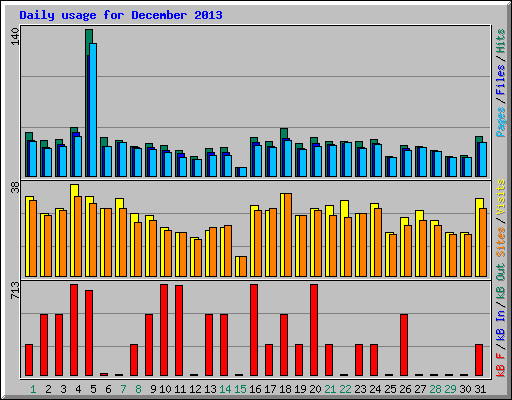 Daily usage for December 2013
140
Pages / Files / Hits
38
Sites / Visits
713
kB F / kB In / kB Out
1 2 3 4 5 6 7 8 9 10 11 12 13 14 15 16 17 18 19 20 21 22 23 24 25 26 27 28 29 30 31